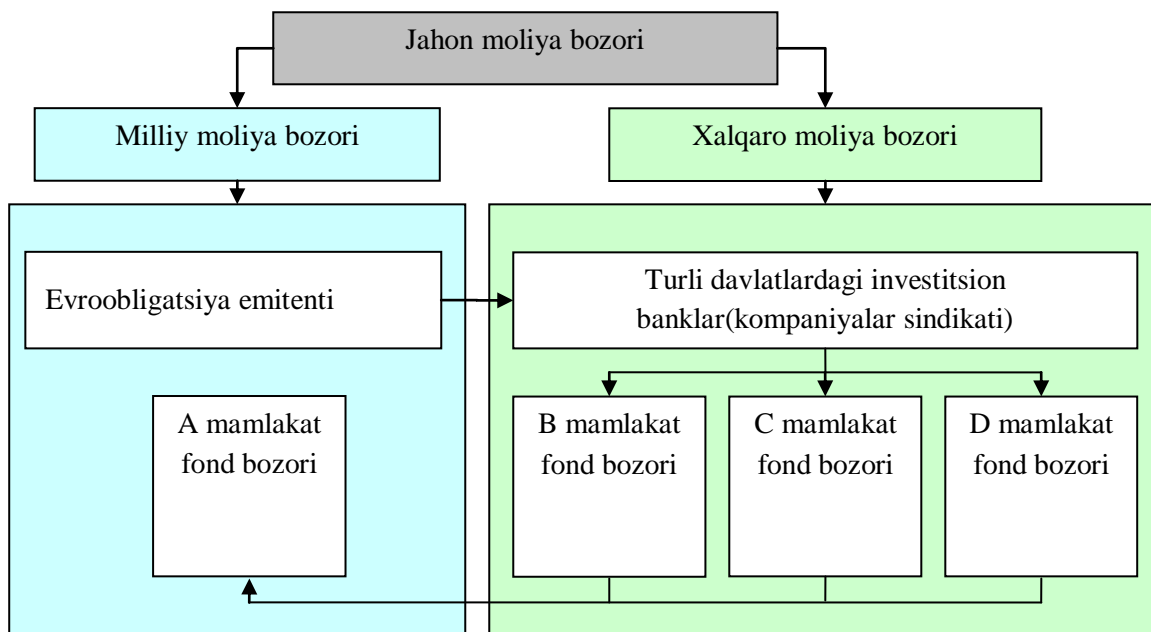 Jahon moliya bozori
Milliy moliya bozori
Xalqaro moliya bozori
Evroobligatsiya emitenti
Turli davlatlardagi investitsion
banklar(kompaniyalar sindikati)
A mamlakat
fond bozori
B mamlakat
fond bozori
C mamlakat
fond bozori
D mamlakat
fond bozori